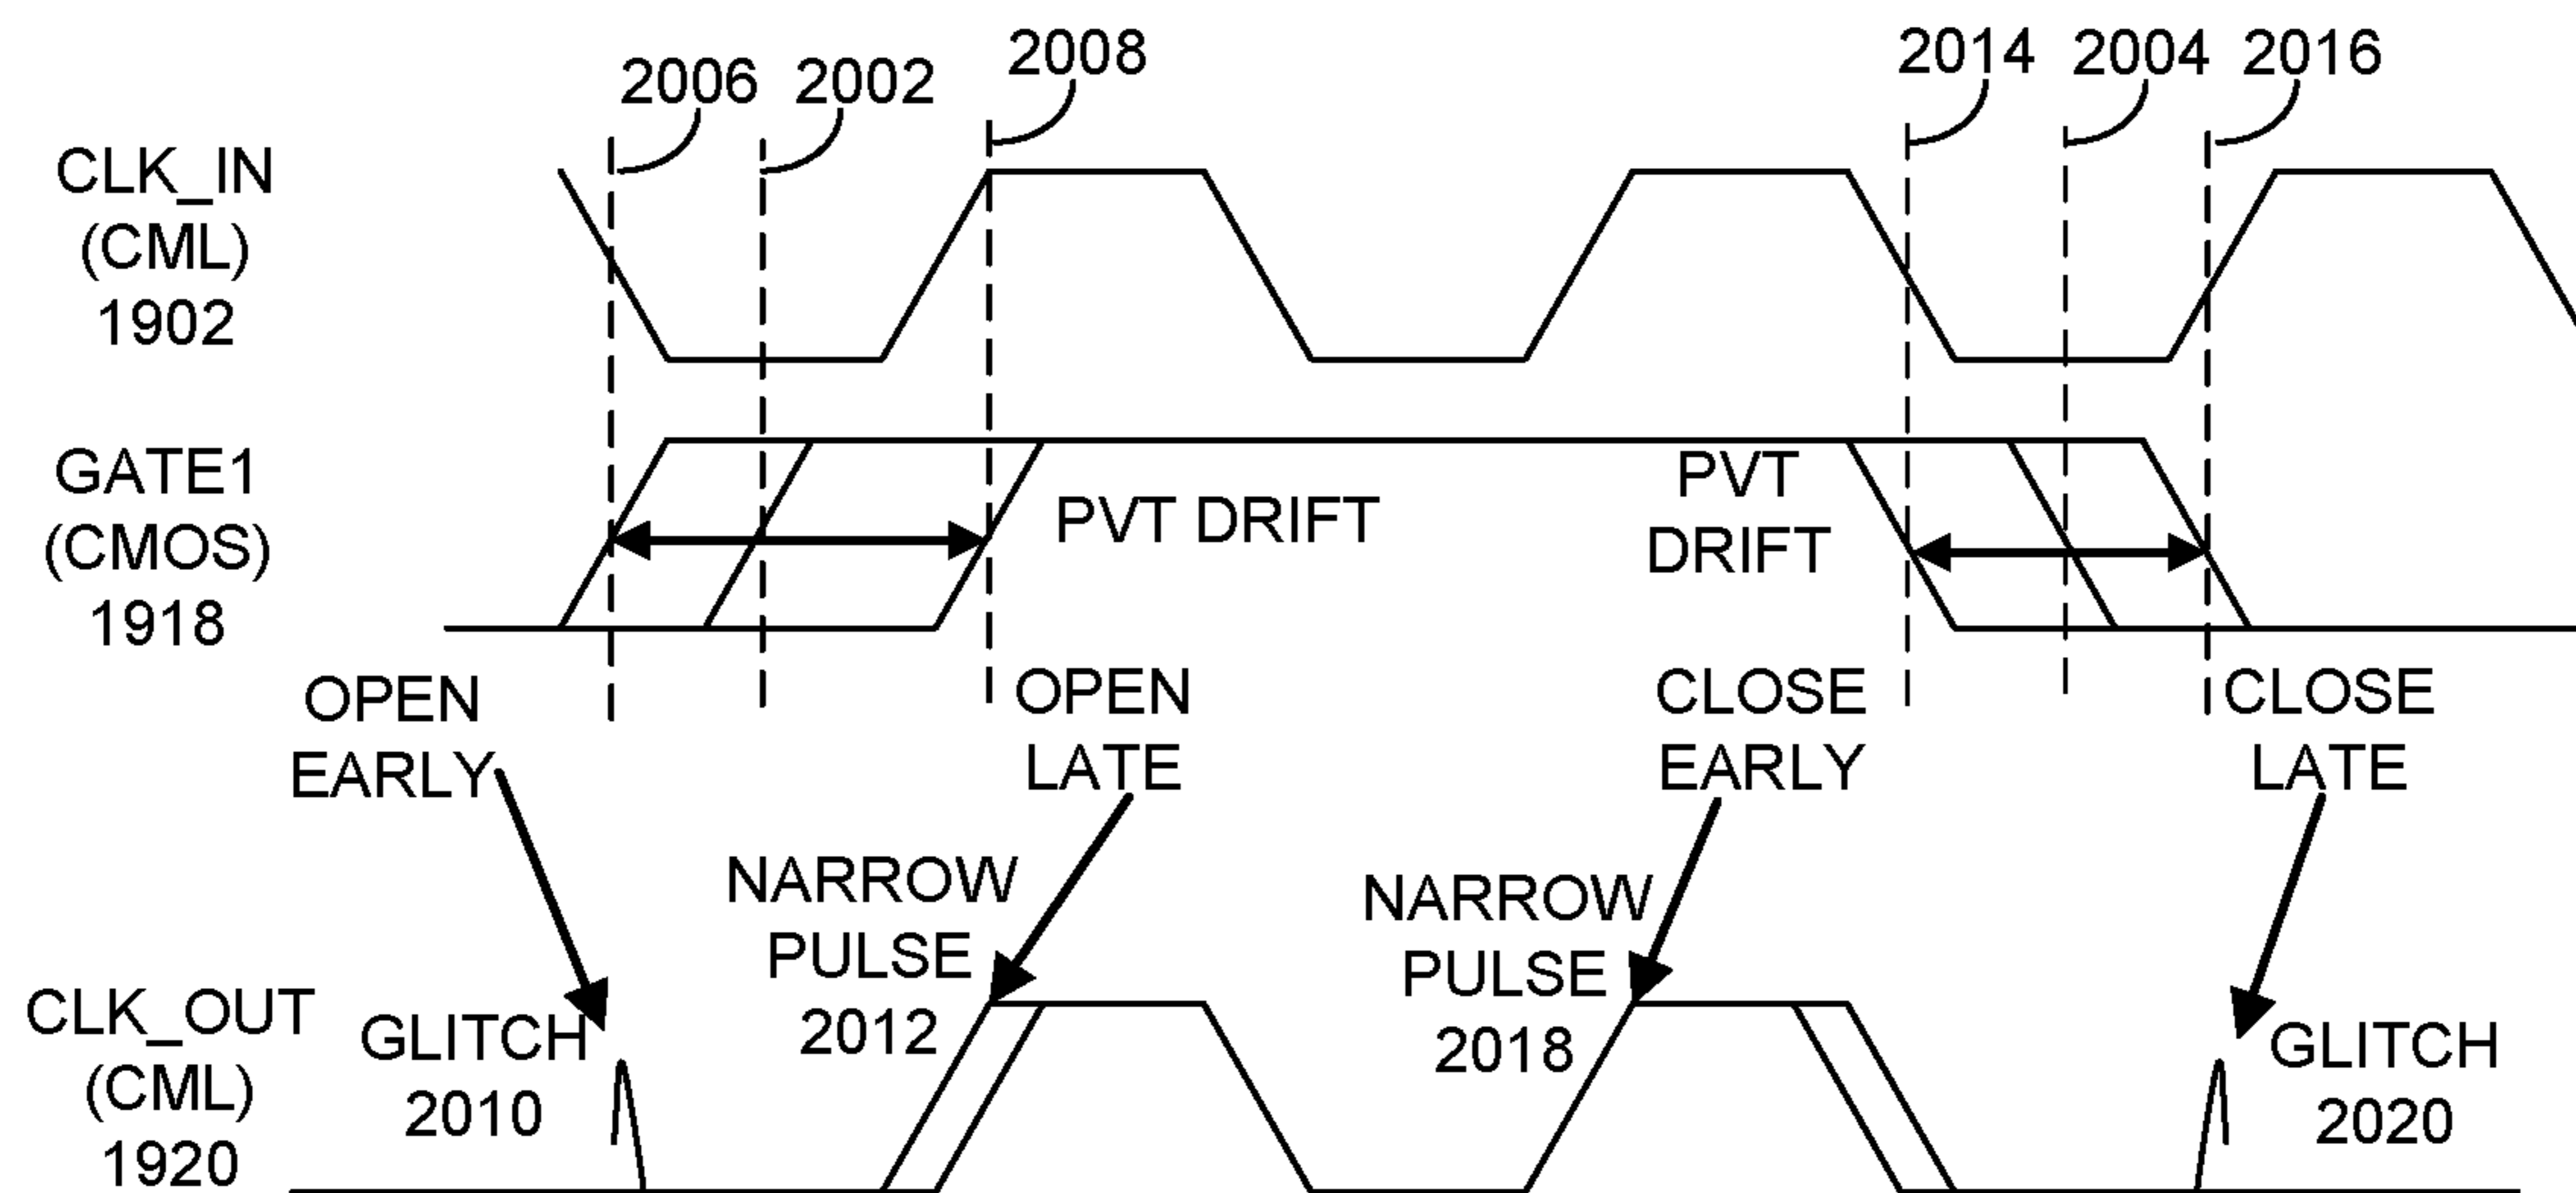 2006
2002
2008
2014
2004
2016
CLK_IN
(CML)
1902
GATE1
(CMOS)
1918
PVT DRIFT
PVT
DRIFT
OPEN
EARLY
OPEN
LATE
CLOSE
EARLY
CLOSE
LATE
CLK_OUT
(CML)
1920
GLITCH
2010
NARROW
PULSE
2012
NARROW
PULSE
2018
GLITCH
2020